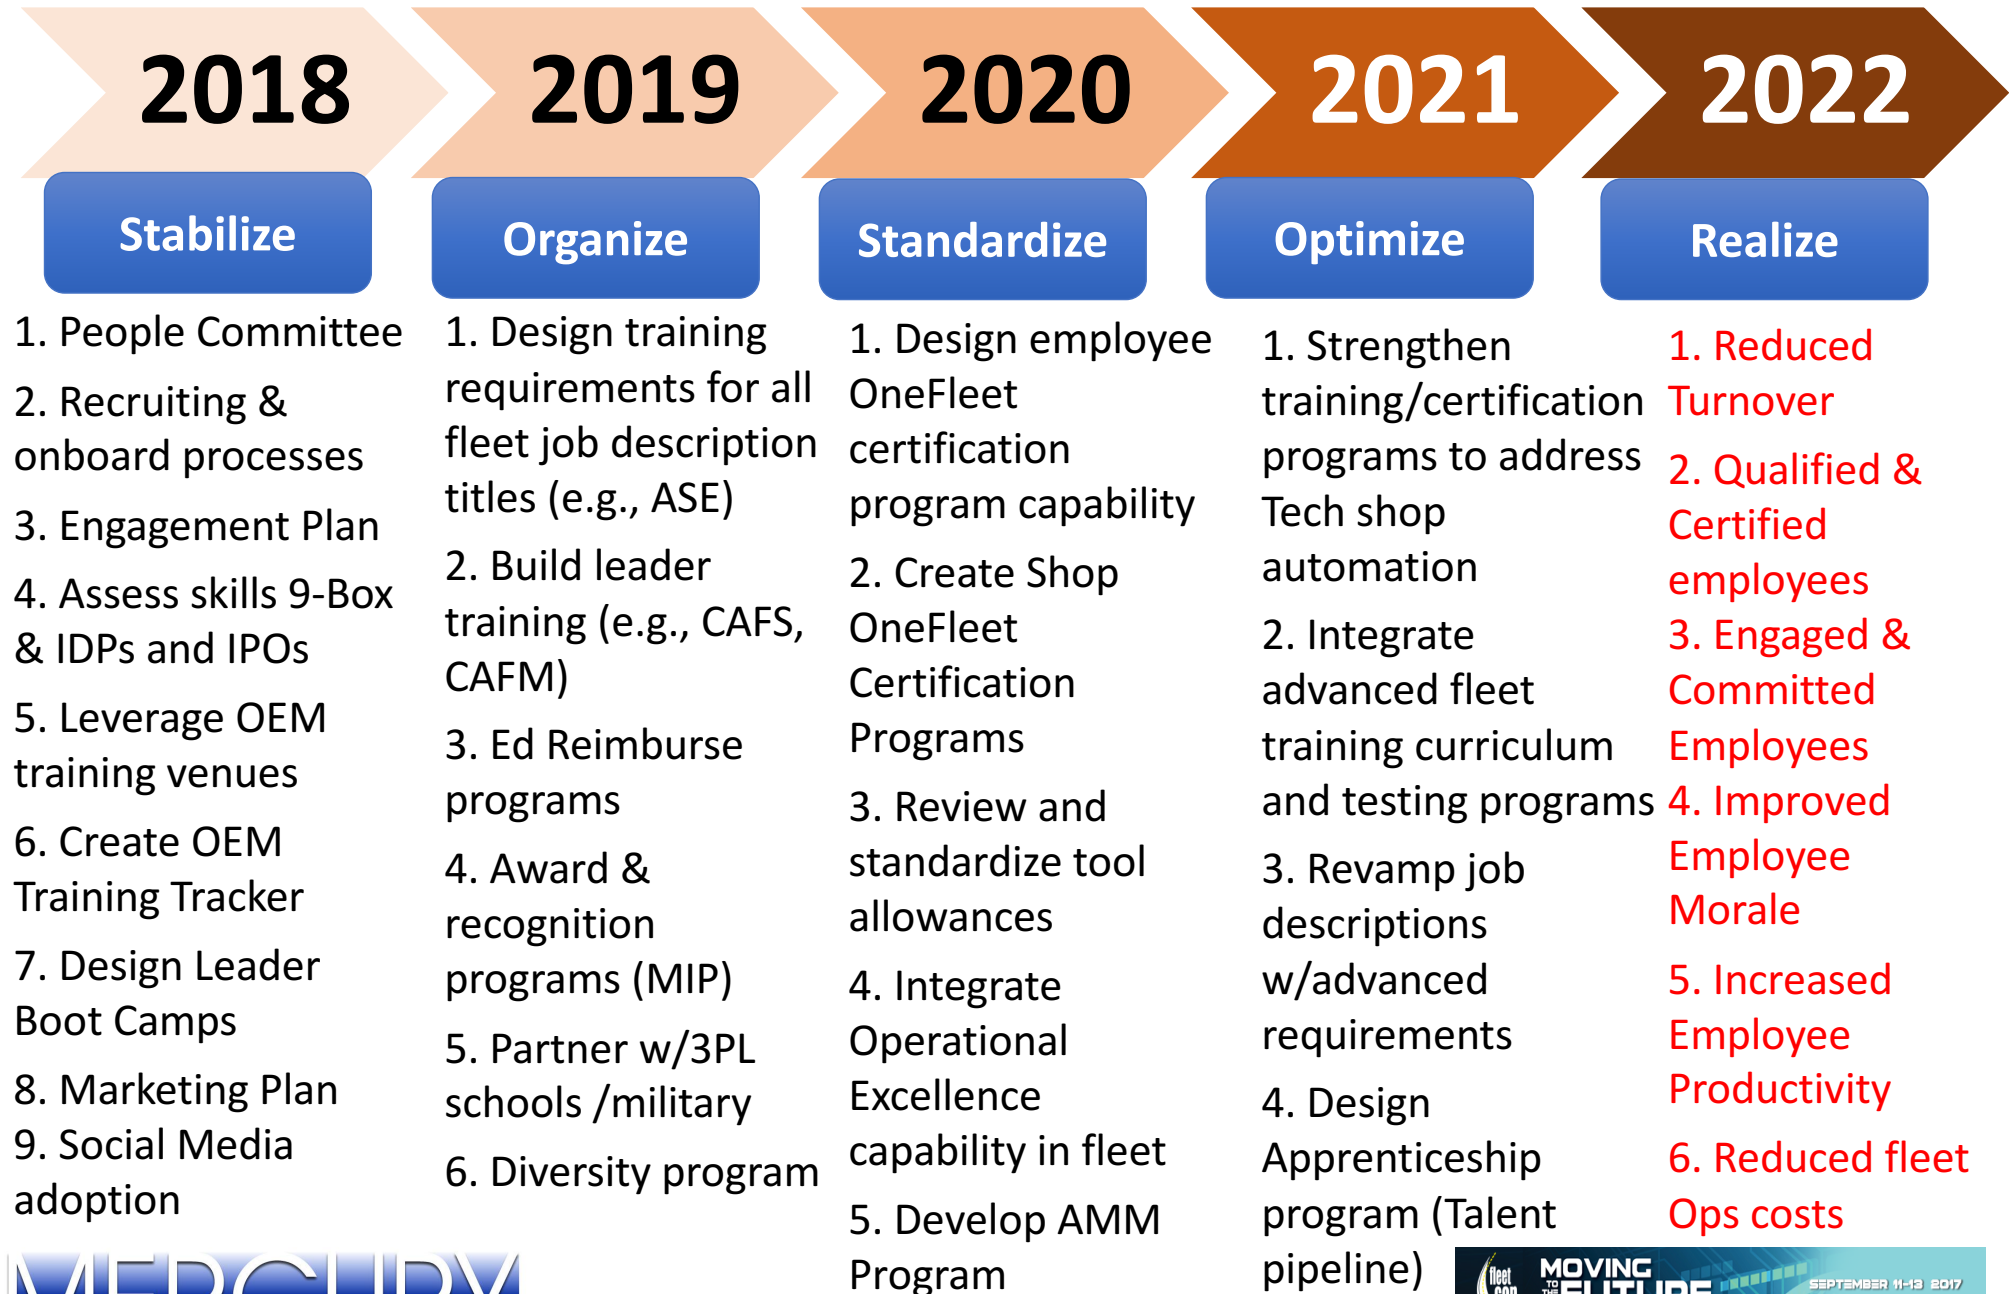 2018
2019
2020
2021
2022
Stabilize
Organize
Standardize
Optimize
Realize
1. People Committee
2. Recruiting &
onboard processes
3. Engagement Plan
4. Assess skills 9-Box
& IDPs and IPOs
5. Leverage OEM
training venues
6. Create OEM
Training Tracker
7. Design Leader
Boot Camps
8. Marketing Plan
9. Social Media
adoption
1. Design training
requirements for all
fleet job description
titles (e.g., ASE)
2. Build leader
training (e.g., CAFS,
CAFM)
3. Ed Reimburse
programs
4. Award &
recognition
programs (MIP)
5. Partner w/3PL
schools /military
6. Diversity program
1. Design employee
OneFleet
certification
program capability
2. Create Shop
OneFleet
Certification
Programs
3. Review and
standardize tool
allowances
4. Integrate
Operational
Excellence
capability in fleet
5. Develop AMM
Program
1. Strengthen
training/certification
programs to address
Tech shop
automation
2. Integrate
advanced fleet
training curriculum
and testing programs
3. Revamp job
descriptions
w/advanced
requirements
4. Design
Apprenticeship
program (Talent
pipeline)
1. Reduced
Turnover
2. Qualified &
Certified
employees
3. Engaged &
Committed
Employees
4. Improved
Employee
Morale
5. Increased
Employee
Productivity
6. Reduced fleet
Ops costs
MERCURY
fleet
con
MOVING
TO THE
FUTURE
SEPTEMBER 11-13 2017